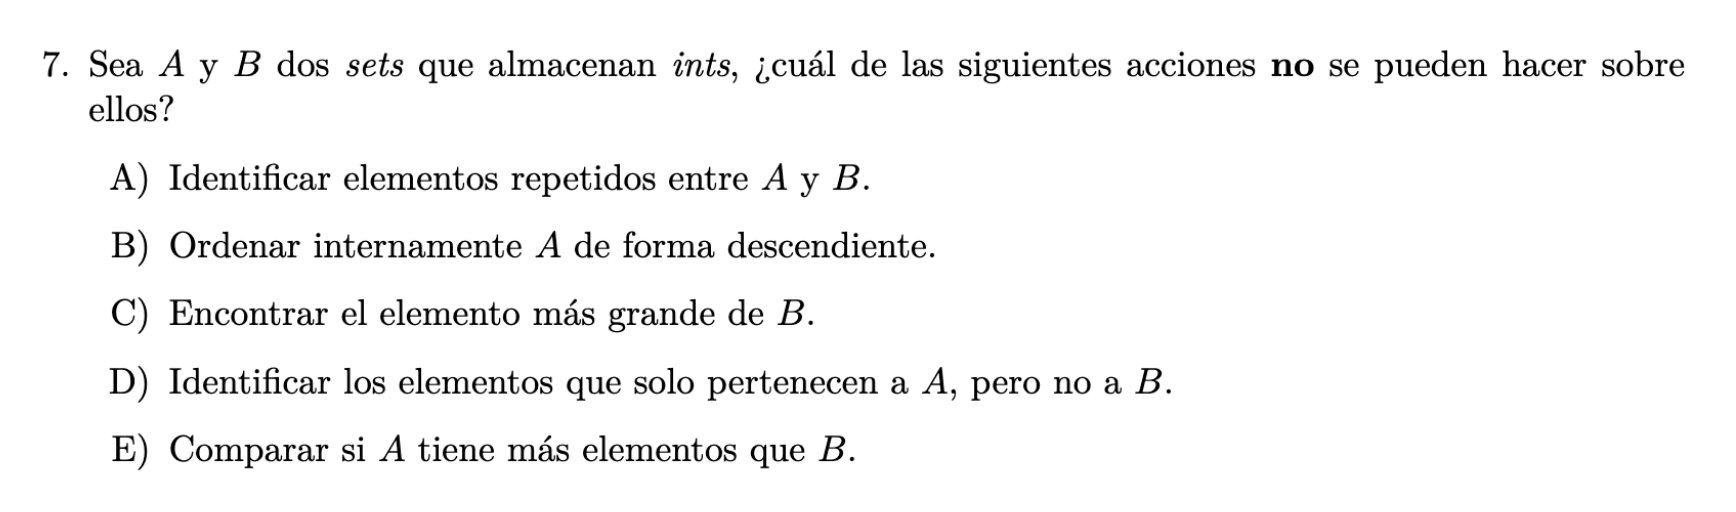 7. Sea A y B dos sets que almacenan ints, ¿cuál de las siguientes acciones no se pueden hacer sobre
ellos?
A) Identificar elementos repetidos entre A y B.
B) Ordenar internamente A de forma descendiente.
C) Encontrar el elemento más grande de B.
D) Identificar los elementos que solo pertenecen a A, pero no a B.
E) Comparar si A tiene más elementos que B.